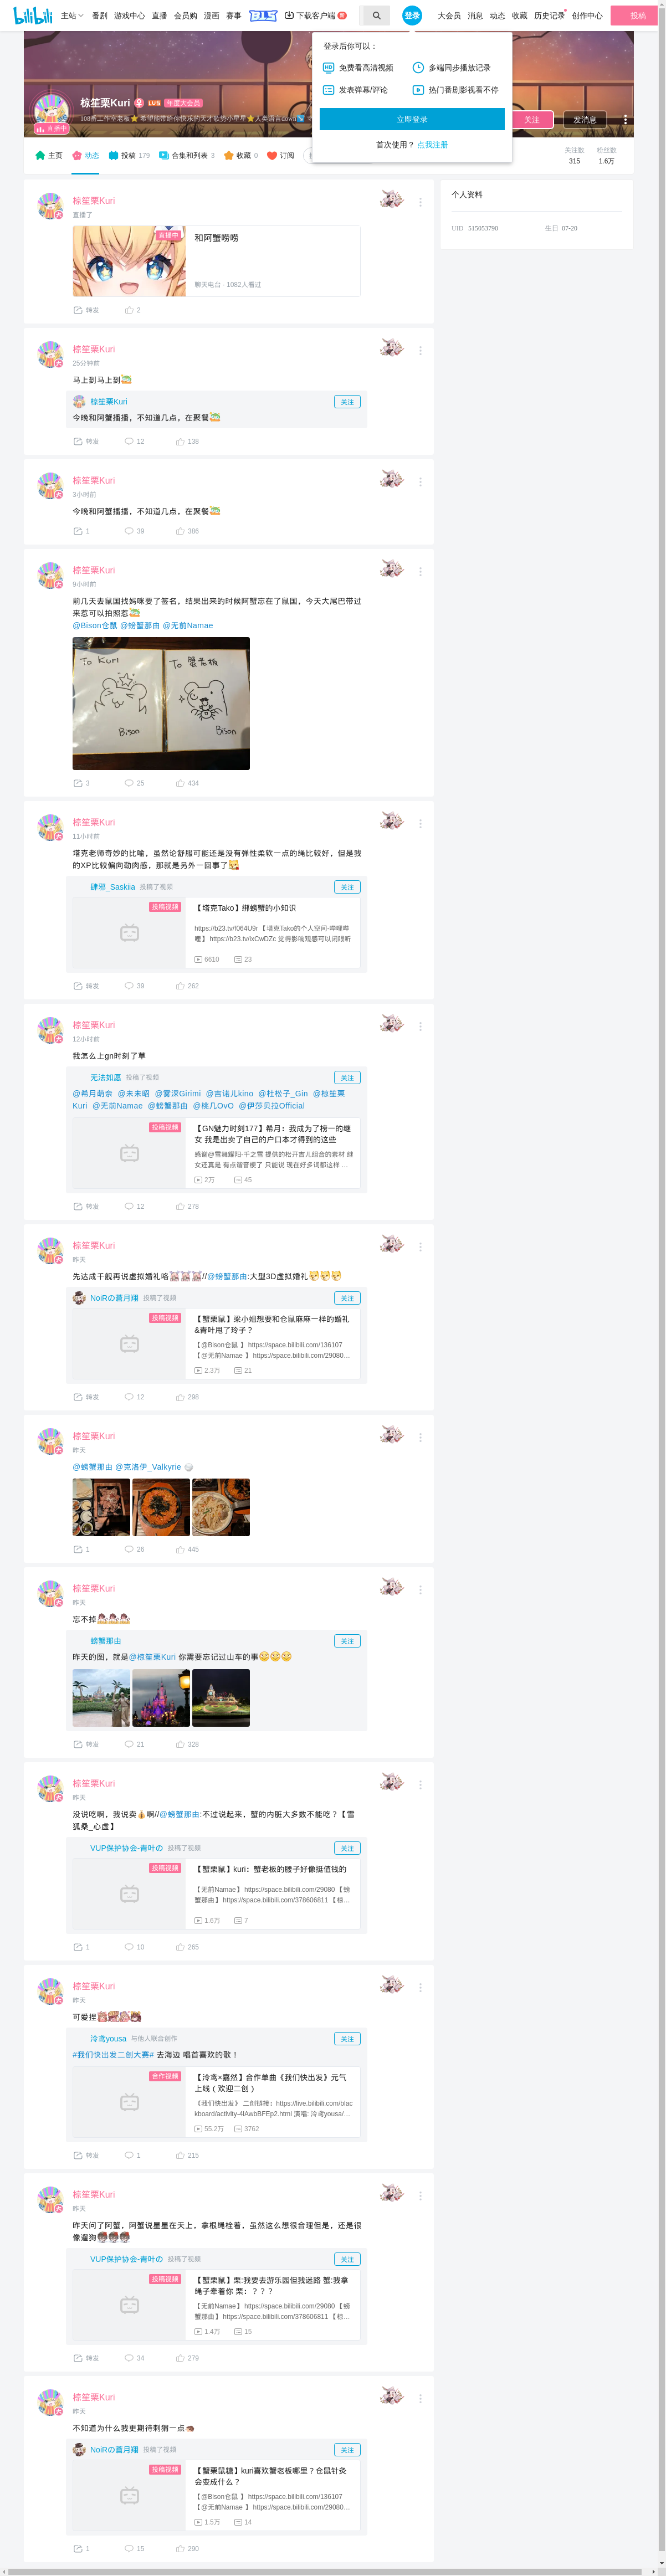 bilibili 主站 番剧 游戏中心 直播 会员购 漫画 赛事 下载客户端 登录 大会员 消息 动态 收藏 历史记录 创作中心 投稿
登录后你可以：
免费看高清视频 多端同步播放记录
发表弹幕/评论 热门番剧影视看不停
立即登录
首次使用？点我注册
椋笙栗Kuri 年度大会员
直播中
关注 发消息
主页 动态 投稿 179 合集和列表 3 收藏 0 订阅
关注数 粉丝数
315 1.6万
个人资料
UID 515053790 生日 07-20
椋笙栗Kuri
直播了
直播中
和阿蟹唠唠
聊天电台 · 1082人看过
转发 2
椋笙栗Kuri
25分钟前
马上到马上到
椋笙栗Kuri 关注
今晚和阿蟹播播，不知道几点，在聚餐
转发 12 138
椋笙栗Kuri
3小时前
今晚和阿蟹播播，不知道几点，在聚餐
1 39 386
椋笙栗Kuri
9小时前
前几天去鼠国找妈咪要了签名，结果出来的时候阿蟹忘在了鼠国，今天大尾巴带过
来惹可以拍照惹
@Bison仓鼠 @螃蟹那由 @无前Namae
To Kuri To 蟹老板
Bison Bison
3 25 434
椋笙栗Kuri
11小时前
塔克老师奇妙的比喻，虽然论舒服可能还是没有弹性柔软一点的绳比较好，但是我
的XP比较偏向勒肉感，那就是另外一回事了
肆邪_Saskiia 投稿了视频 关注
投稿视频
【塔克Tako】绑螃蟹的小知识
https://b23.tv/f064U9r 【塔克Tako的个人空间-哔哩哔
哩】 https://b23.tv/ixCwDZc 觉得影响观感可以闭眼听
6610 23
转发 39 262
椋笙栗Kuri
12小时前
我怎么上gn时刻了草
无法如愿 投稿了视频 关注
@希月萌奈 @未未昭 @雾深Girimi @吉诺儿kino @杜松子_Gin @椋笙栗
Kuri @无前Namae @螃蟹那由 @桃几OvO @伊莎贝拉Official
投稿视频
【GN魅力时刻177】希月：我成为了榜一的继
女 我是出卖了自己的户口本才得到的这些
感谢@雪舞耀阳-千之雪 提供的松开吉儿组合的素材 继
女还真是 有点谐音梗了 只能说 现在好多词都这样 …
2万 45
转发 12 278
椋笙栗Kuri
昨天
先达成千舰再说虚拟婚礼咯//@螃蟹那由:大型3D虚拟婚礼
NoiRの蔷月翔 投稿了视频 关注
投稿视频
【蟹栗鼠】梁小姐想要和仓鼠麻麻一样的婚礼
&青叶甩了玲子？
【@Bison仓鼠 】https://space.bilibili.com/136107
【@无前Namae 】https://space.bilibili.com/29080…
2.3万 21
转发 12 298
椋笙栗Kuri
昨天
@螃蟹那由 @克洛伊_Valkyrie
1 26 445
椋笙栗Kuri
昨天
忘不掉
螃蟹那由 关注
昨天的图，就是@椋笙栗Kuri 你需要忘记过山车的事
转发 21 328
椋笙栗Kuri
昨天
没说吃啊，我说卖啊//@螃蟹那由:不过说起来，蟹的内脏大多数不能吃？【雪
狐桑_心虚】
VUP保护协会-青叶の 投稿了视频 关注
投稿视频
【蟹栗鼠】kuri：蟹老板的腰子好像挺值钱的
【无前Namae】https://space.bilibili.com/29080 【螃
蟹那由】https://space.bilibili.com/378606811 【椋…
1.6万 7
1 10 265
椋笙栗Kuri
昨天
可爱捏
泠鸢yousa 与他人联合创作 关注
#我们快出发二创大赛# 去海边 唱首喜欢的歌！
合作视频
【泠鸢×嘉然】合作单曲《我们快出发》元气
上线（欢迎二创）
《我们快出发》 二创链接：https://live.bilibili.com/blac
kboard/activity-4IAwbBFEp2.html 演唱: 泠鸢yousa/…
55.2万 3762
转发 1 215
椋笙栗Kuri
昨天
昨天问了阿蟹，阿蟹说星星在天上，拿根绳栓着，虽然这么想很合理但是，还是很
像遛狗
VUP保护协会-青叶の 投稿了视频 关注
投稿视频
【蟹栗鼠】栗:我要去游乐园但我迷路 蟹:我拿
绳子牵着你 栗：？？？
【无前Namae】https://space.bilibili.com/29080 【螃
蟹那由】https://space.bilibili.com/378606811 【椋…
1.4万 15
转发 34 279
椋笙栗Kuri
昨天
不知道为什么我更期待刺猬一点
NoiRの蔷月翔 投稿了视频 关注
投稿视频
【蟹栗鼠糖】kuri喜欢蟹老板哪里？仓鼠针灸
会变成什么？
【@Bison仓鼠 】https://space.bilibili.com/136107
【@无前Namae 】https://space.bilibili.com/29080…
1.5万 14
1 15 290